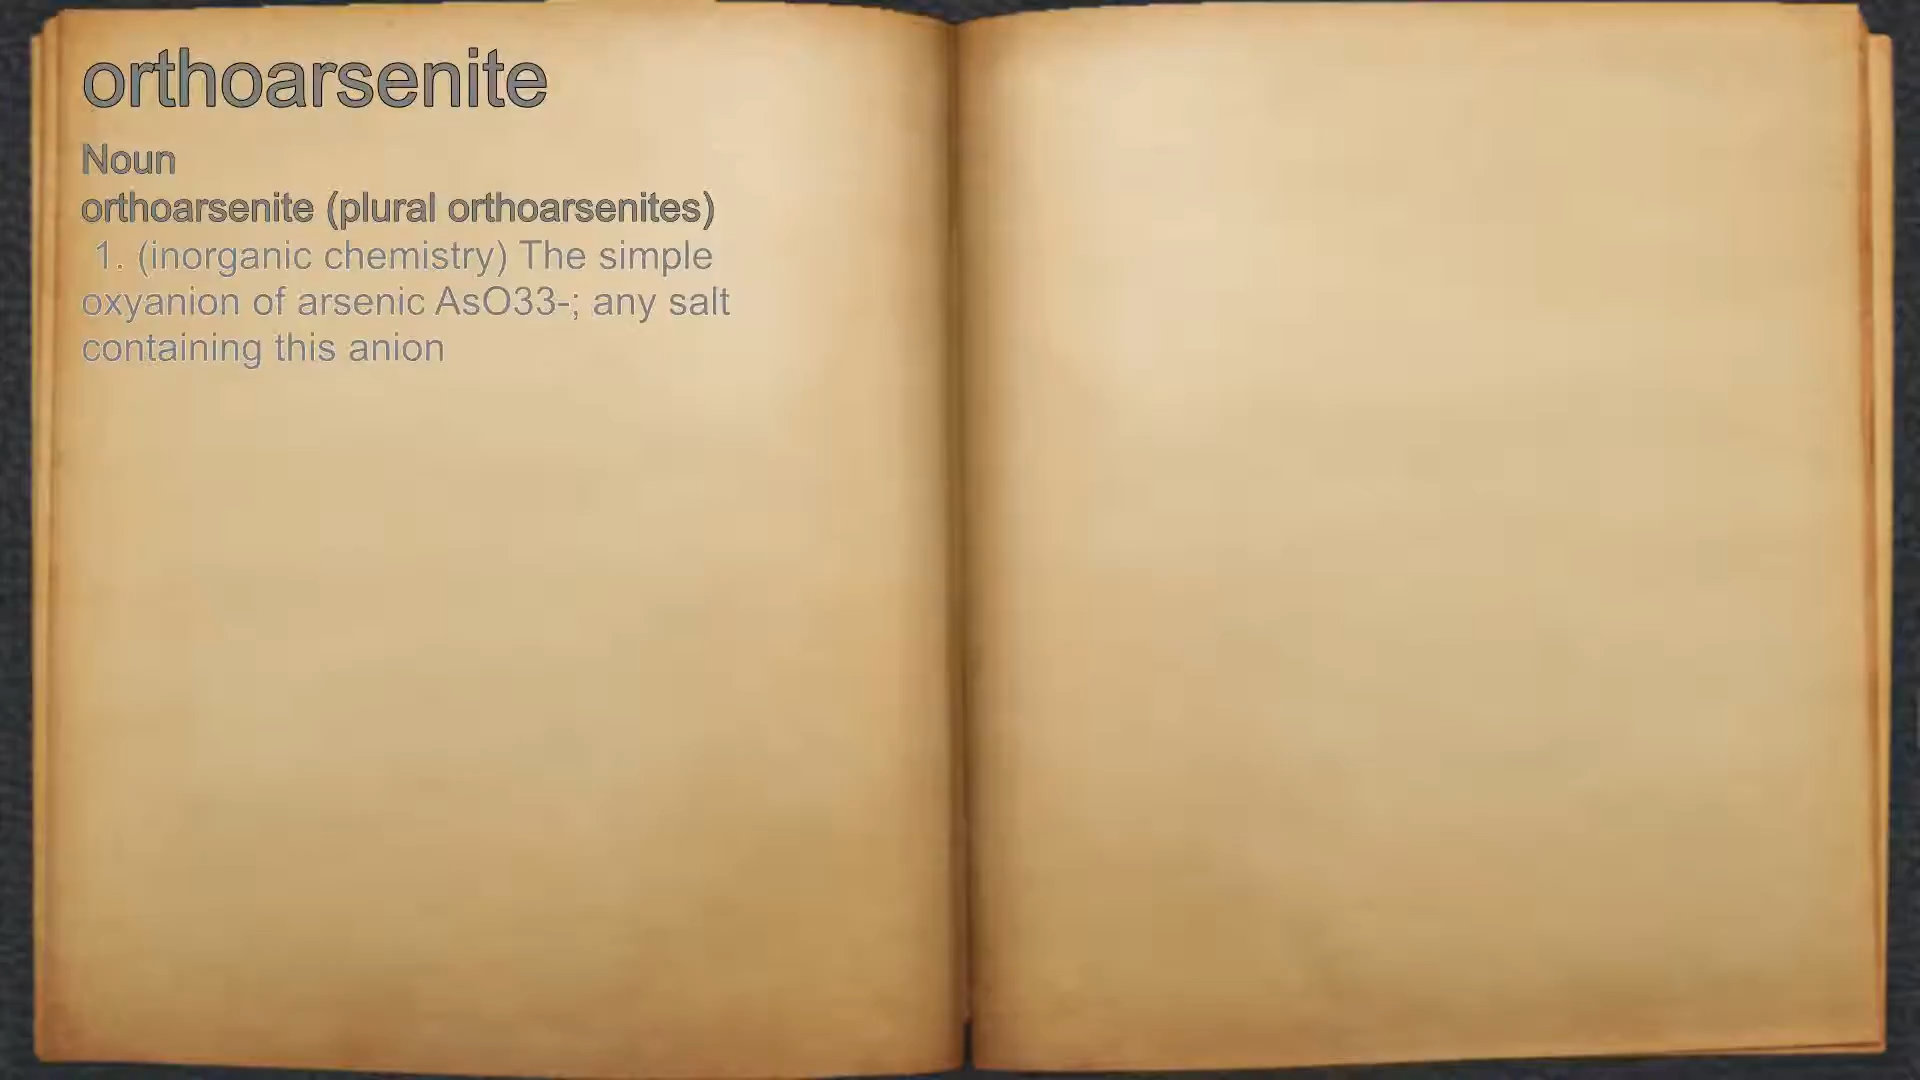 orthoarsenite
Noun
orthoarsenite (plural orthoarsenites)
1. (inorganic chemistry) The simple
oxyanion of arsenic AsO33-; any salt
containing this anion